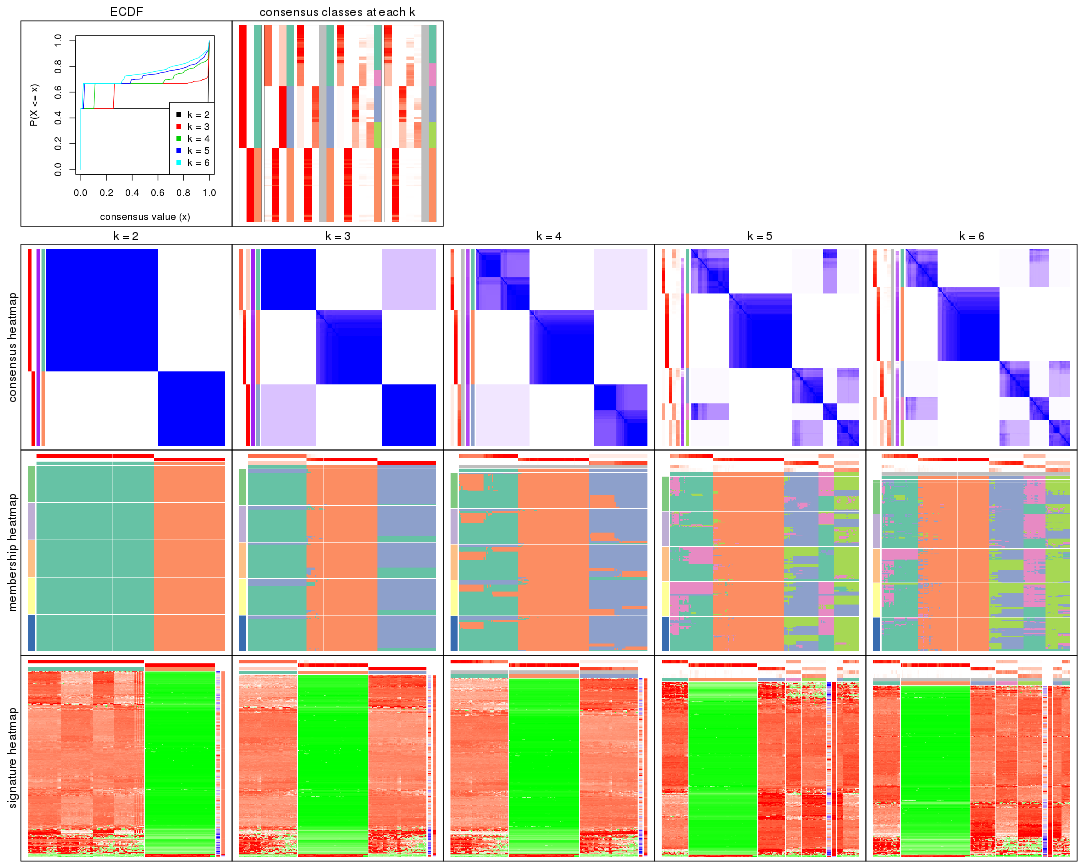 ECDF
consensus classes at each k
P(X <= x)
0.0 0.2 0.4 0.6 0.8 1.0
k = 2
k = 3
k = 4
k = 5
k = 6
0.0 0.2 0.4 0.6 0.8 1.0
consensus value (x)
k = 2
k = 3
k = 4
k = 5
k = 6
consensus heatmap
membership heatmap
signature heatmap